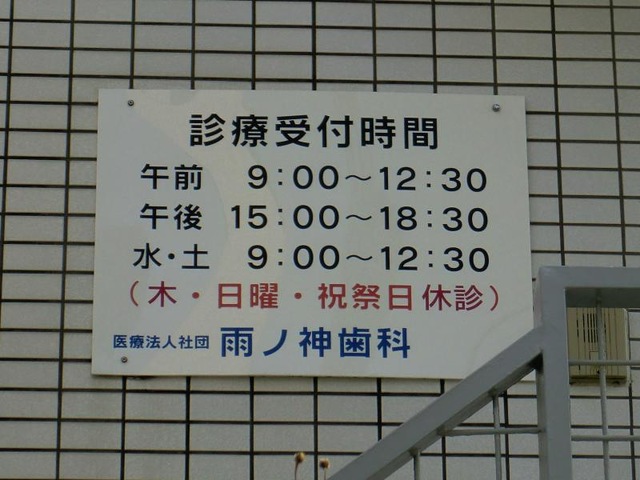 診療受付時間
午前 9:00～12:30
午後 15:00～18:30
水・土 9:00～12:30
（木・日曜・祝祭日休診）
医療法人社団 雨ノ神歯科